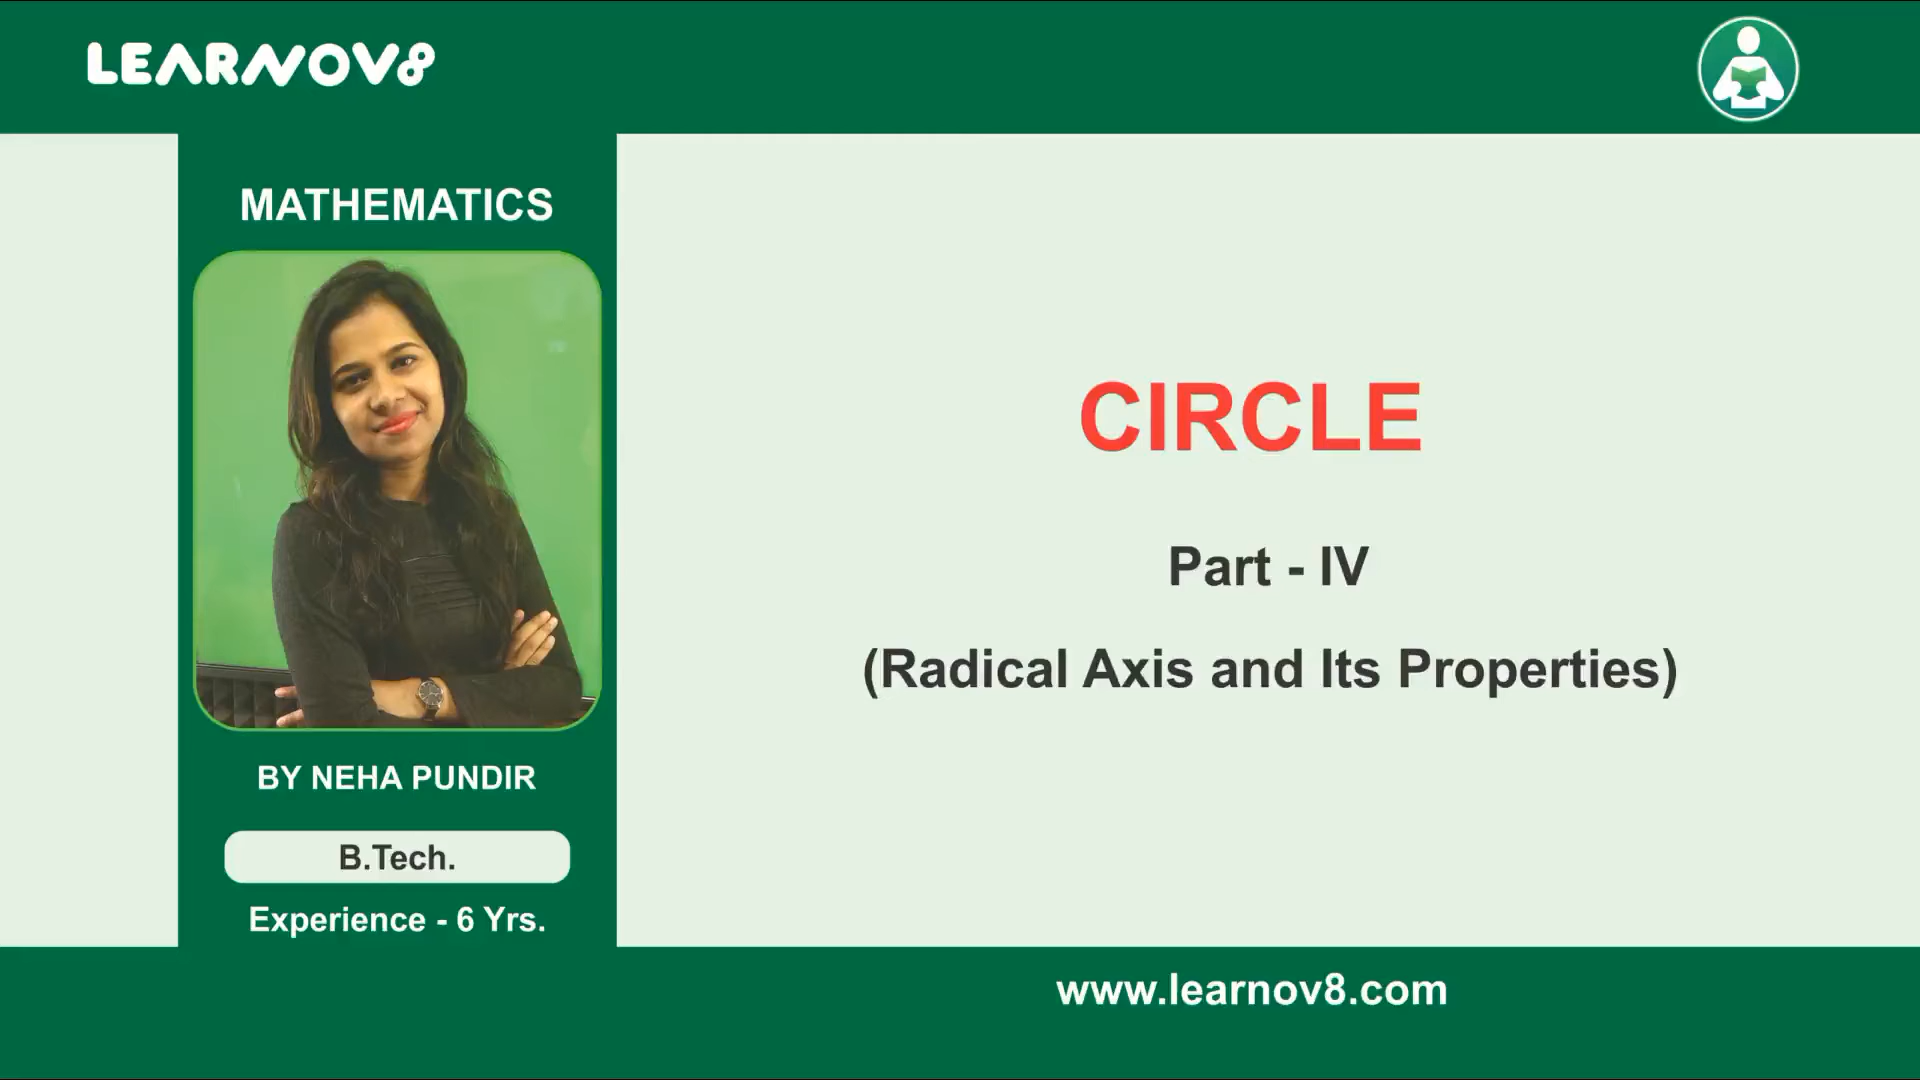 LEARNOV8
MATHEMATICS
BY NEHA PUNDIR
B.Tech.
Experience - 6 Yrs.
CIRCLE
Part - IV
(Radical Axis and Its Properties)
www.learnov8.com